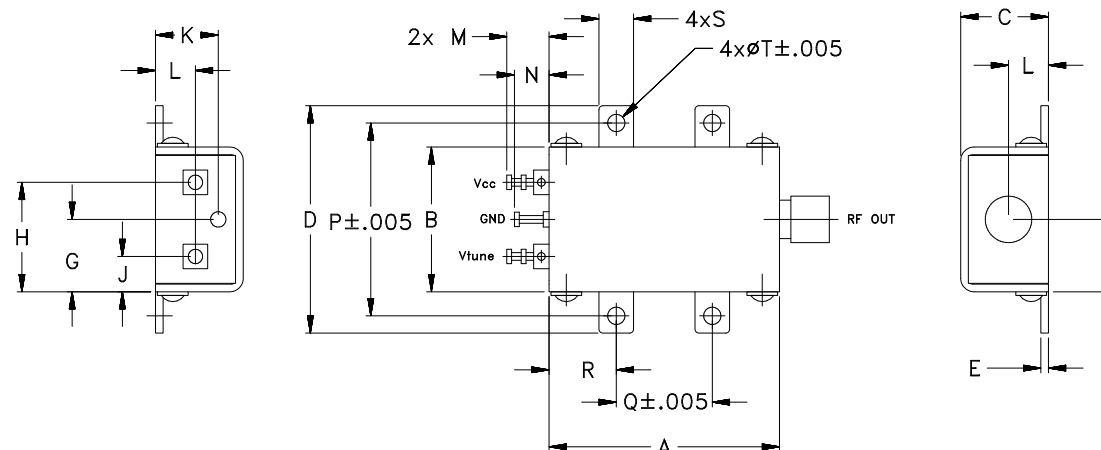 K
L
H
G
J
2x M
N
4xS
4xøT±.005
D
P±.005
B
Vcc
GND
Vtune
RF OUT
R
Q±.005
A
C
L
E